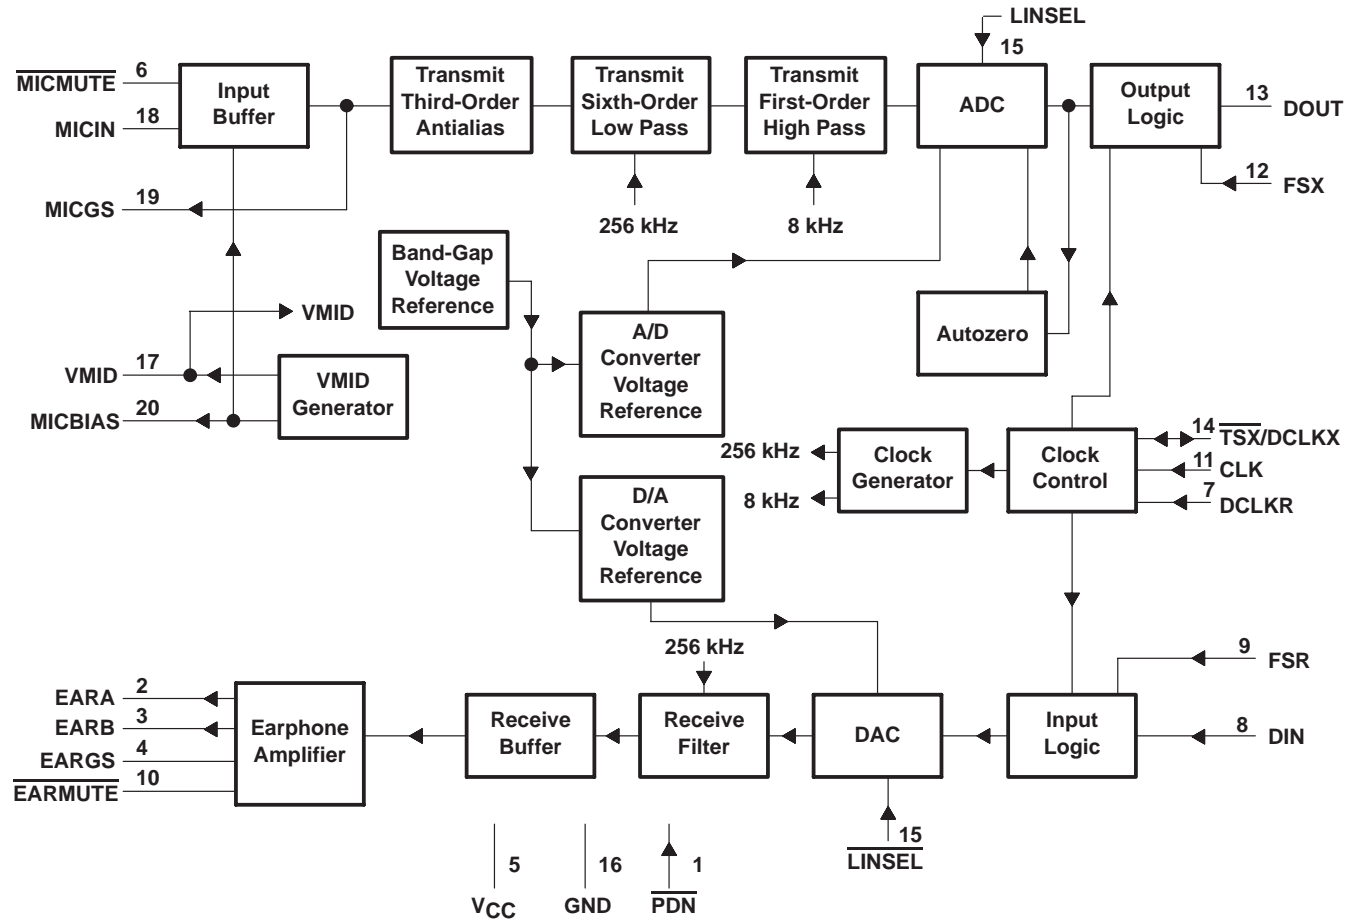 LINSEL
15
MICMUTE
6
MICIN
18
Input
Buffer
Transmit
Third-Order
Antialias
Transmit
Sixth-Order
Low Pass
Transmit
First-Order
High Pass
ADC
Output
Logic
13
DOUT
12
FSX
MICGS
19
256 kHz
8 kHz
Band-Gap
Voltage
Reference
VMID
A/D
Converter
Voltage
Reference
Autozero
VMID
17
VMID
Generator
MICBIAS
20
256 kHz
8 kHz
Clock
Generator
Clock
Control
14
TSX/DCLKX
11
CLK
7
DCLKR
D/A
Converter
Voltage
Reference
256 kHz
9
FSR
EARA
2
EARB
3
EARGS
4
EARMUTE
10
Earphone
Amplifier
Receive
Buffer
Receive
Filter
DAC
Input
Logic
8
DIN
15
LINSEL
5
VCC
16
GND
1
PDN